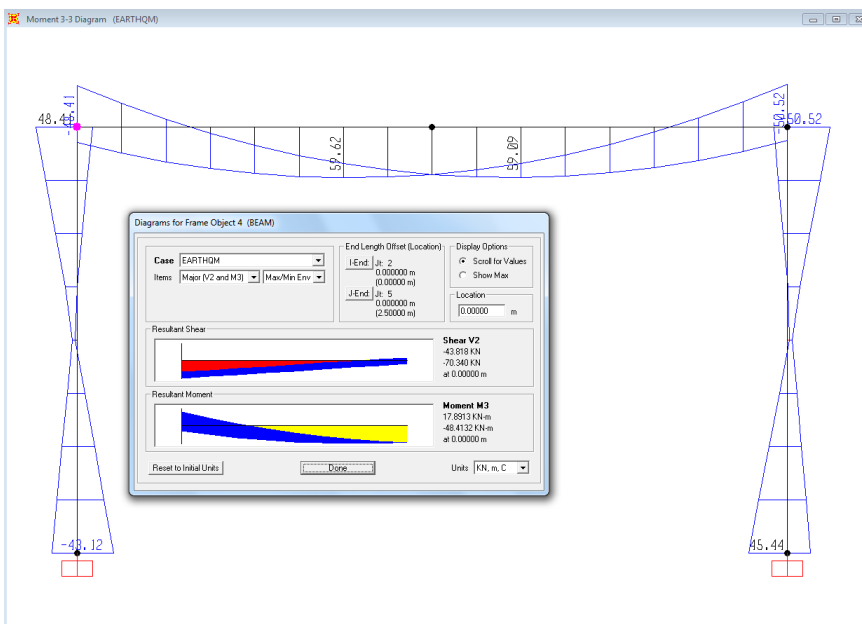 Moment 3-3 Diagram (EARTHQM)
-48.41
-50.52
-50.52
59.62
59.09
Diagrams for Frame Object 4 (BEAM)
Case EARTHQM
Items Major (V2 and M3) Max/Min Env
End Length Offset (Location)
I-End: Jt: 2
0.000000 m
(0.00000 m)
J-End: Jt: 5
0.000000 m
(2.50000 m)
Display Options
Scroll for Values
Show Max
Location
0.00000 m
Resultant Shear
Shear V2
-43.818 KN
-70.340 KN
at 0.00000 m
Resultant Moment
Moment M3
17.8913 KN-m
-48.4132 KN-m
at 0.00000 m
Reset to Initial Units
Done
Units KN, m, C
-43.12
45.44